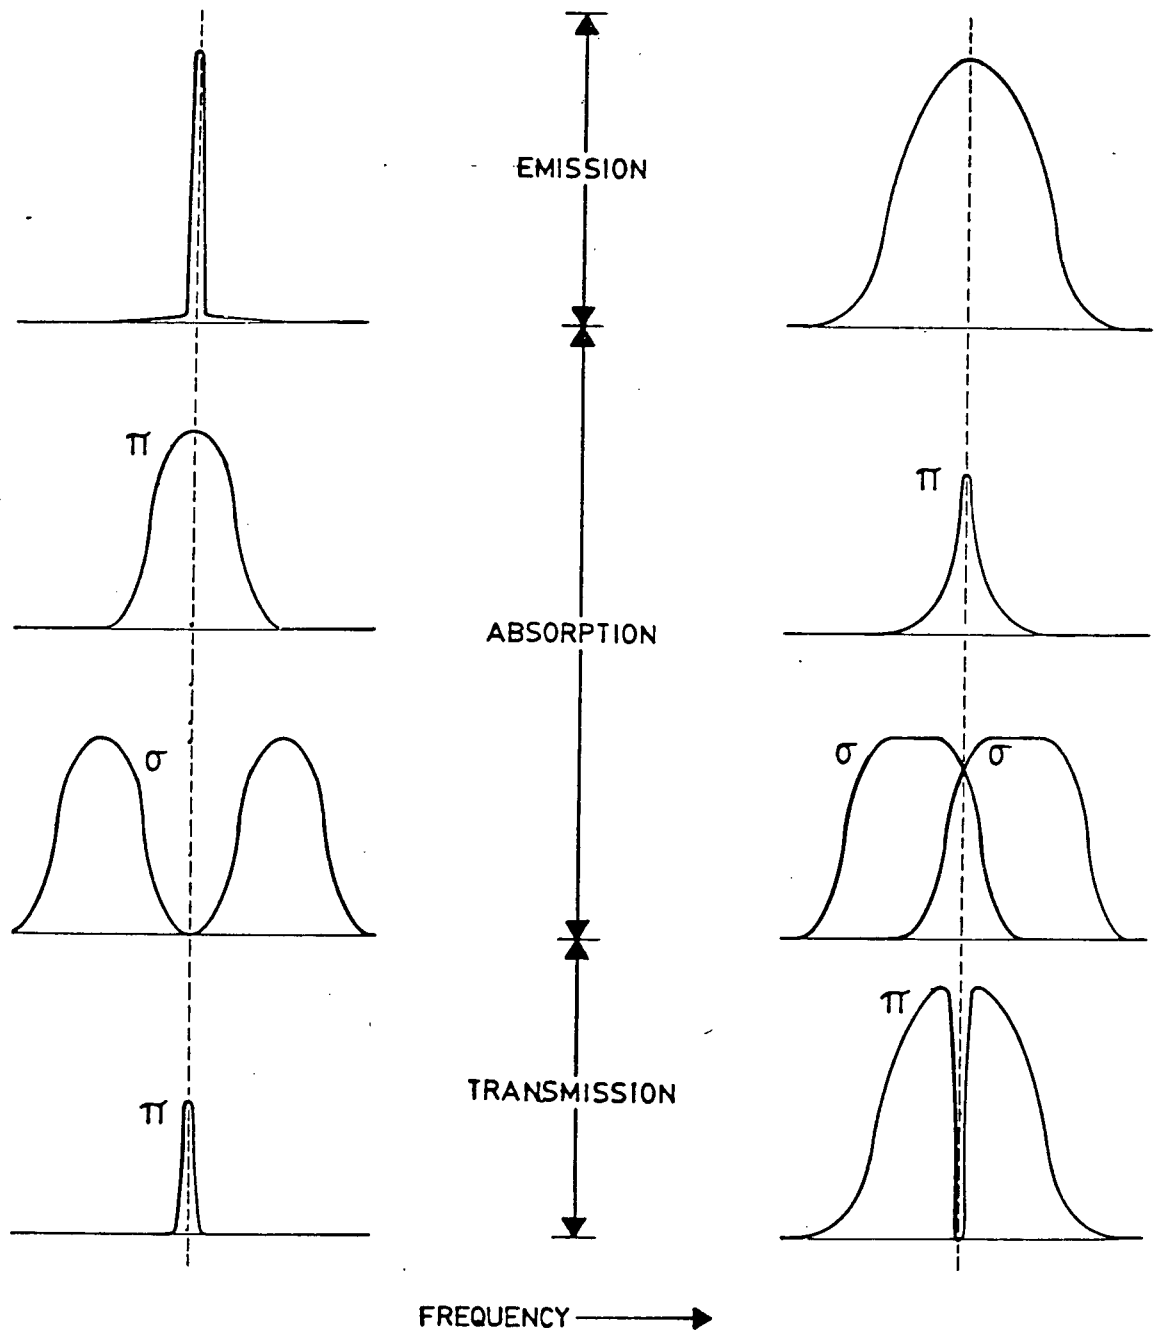 EMISSION
π
π
ABSORPTION
σ
σ
σ
π
TRANSMISSION
π
FREQUENCY